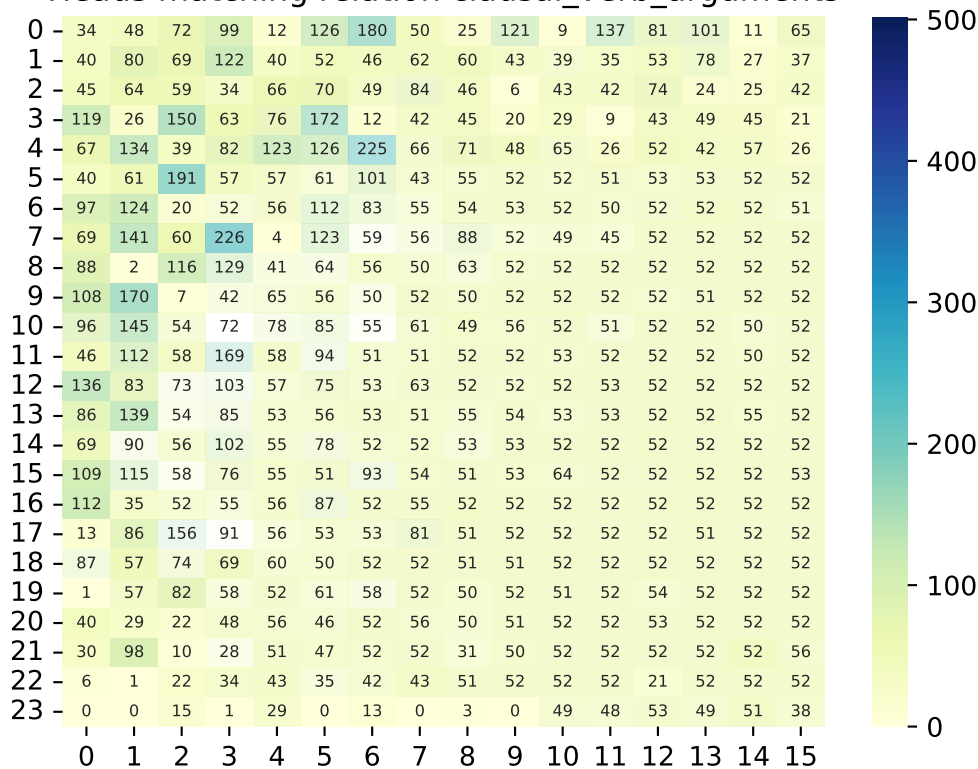 Heads matching relation clausal_verb_arguments
0 34 48 72 99 12 126 180 50 25 121 9 137 81 101 11 65
1 40 80 69 122 40 52 46 62 60 43 39 35 53 78 27 37
2 45 64 59 34 66 70 49 84 46 6 43 42 74 24 25 42
3 119 26 150 63 76 172 12 42 45 20 29 9 43 49 45 21
4 67 134 39 82 123 126 225 66 71 48 65 26 52 42 57 26
5 40 61 191 57 57 61 101 43 55 52 52 51 53 53 52 52
6 97 124 20 52 56 112 83 55 54 53 52 50 52 52 52 51
7 69 141 60 226 4 123 59 56 88 52 49 45 52 52 52 52
8 88 2 116 129 41 64 56 50 63 52 52 52 52 52 52 52
9 108 170 7 42 65 56 50 52 50 52 52 52 52 51 52 52
10 96 145 54 72 78 85 55 61 49 56 52 51 52 52 50 52
11 46 112 58 169 58 94 51 51 52 52 53 52 52 52 50 52
12 136 83 73 103 57 75 53 63 52 52 52 53 52 52 52 52
13 86 139 54 85 53 56 53 51 55 54 53 53 52 52 55 52
14 69 90 56 102 55 78 52 52 53 53 52 52 52 52 52 52
15 109 115 58 76 55 51 93 54 51 53 64 52 52 52 52 53
16 112 35 52 55 56 87 52 55 52 52 52 52 52 52 52 52
17 13 86 156 91 56 53 53 81 51 52 52 52 52 51 52 52
18 87 57 74 69 60 50 52 52 51 51 52 52 52 52 52 52
19 1 57 82 58 52 61 58 52 50 52 51 52 54 52 52 52
20 40 29 22 48 56 46 52 56 50 51 52 52 53 52 52 52
21 30 98 10 28 51 47 52 52 31 50 52 52 52 52 52 56
22 6 1 22 34 43 35 42 43 51 52 52 52 21 52 52 52
23 0 0 15 1 29 0 13 0 3 0 49 48 53 49 51 38
0 1 2 3 4 5 6 7 8 9 10 11 12 13 14 15
500
400
300
200
100
0